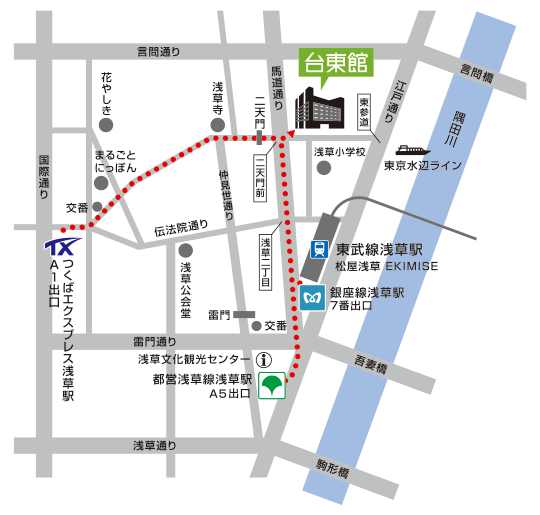 言問通り
言問橋
台東館
馬道通り
江戸通り
隅田川
花やしき
浅草寺
二天門
東参道
二天門前
浅草小学校
東京水辺ライン
国際通り
まるごと
にっぽん
交番
仲見世通り
伝法院通り
浅草二丁目
TX
A1出口
つくばエクスプレス浅草駅
浅草公会堂
東武線浅草駅
松屋浅草 EKIMISE
銀座線浅草駅
7番出口
雷門
交番
雷門通り
浅草文化観光センター
i
都営浅草線浅草駅
A5出口
吾妻橋
浅草通り
駒形橋